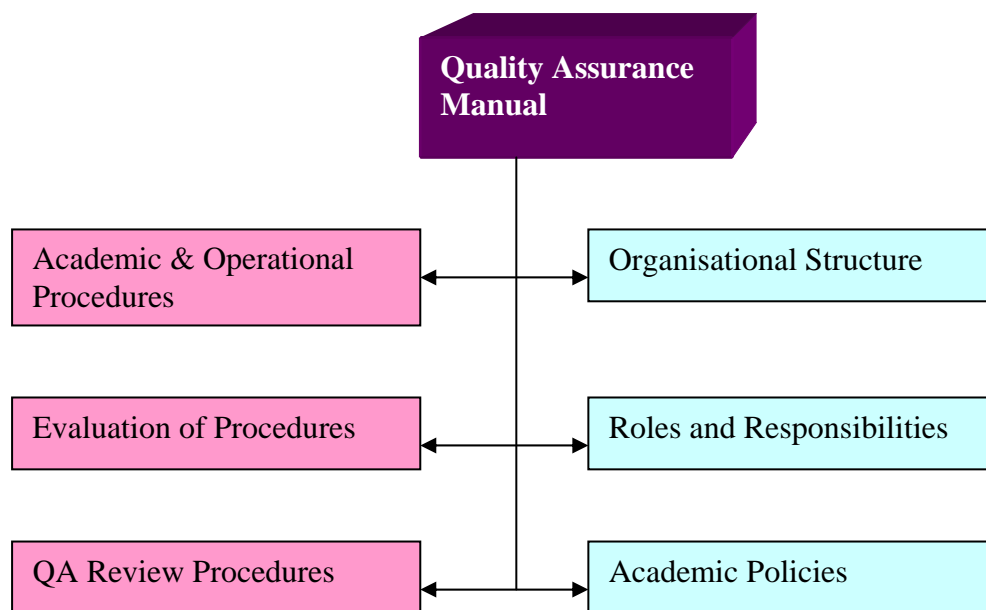 Quality Assurance
Manual
Academic & Operational
Procedures
Organisational Structure
Evaluation of Procedures
Roles and Responsibilities
QA Review Procedures
Academic Policies